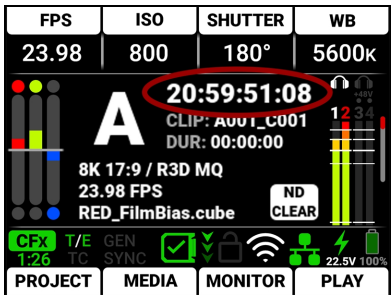 FPS ISO SHUTTER WB
23.98 800 180° 5600K
20:59:51:08
+48V
A
1 2 3 4
CLIP: A001_C001
DUR: 00:00:00
8K 17:9 / R3D MQ
23.98 FPS
ND
RED_FilmBias.cube CLEAR
CFX T/E GEN
1:26 TC SYNC 22.5V 100%
PROJECT MEDIA MONITOR PLAY